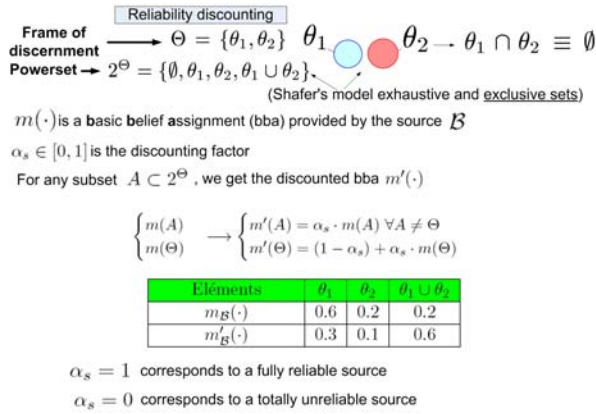 Reliability discounting
Frame of discernment → Θ = {θ₁, θ₂} θ₁ θ₂ → θ₁ ∩ θ₂ ≡ ∅
Powerset → 2^Θ = {∅, θ₁, θ₂, θ₁ ∪ θ₂}
(Shafer's model exhaustive and exclusive sets)
m(·) is a basic belief assignment (bba) provided by the source ℬ
αₛ ∈ [0, 1] is the discounting factor
For any subset A ⊂ 2^Θ , we get the discounted bba m′(·)
{m(A) → {m′(A) = αₛ · m(A) ∀A ≠ Θ
m(Θ) m′(Θ) = (1 − αₛ) + αₛ · m(Θ)
Eléments θ₁ θ₂ θ₁ ∪ θ₂
m_ℬ(·) 0.6 0.2 0.2
m′_ℬ(·) 0.3 0.1 0.6
αₛ = 1 corresponds to a fully reliable source
αₛ = 0 corresponds to a totally unreliable source